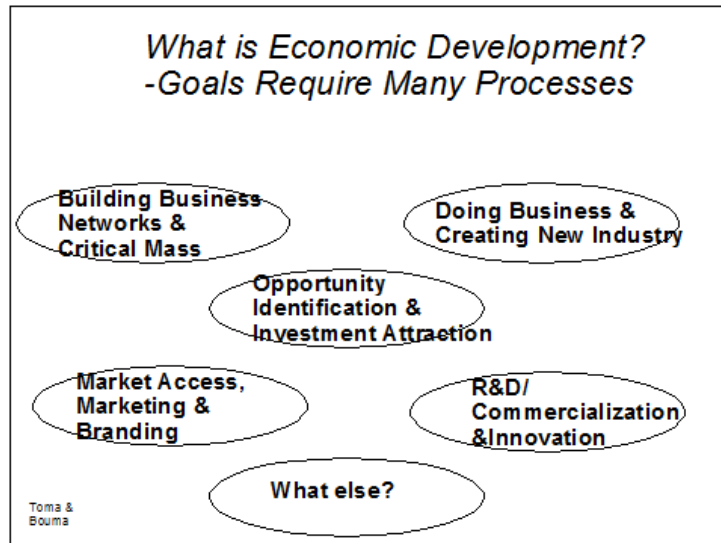 What is Economic Development?
-Goals Require Many Processes
Building Business
Networks &
Critical Mass
Doing Business &
Creating New Industry
Opportunity
Identification &
Investment Attraction
Market Access,
Marketing &
Branding
R&D/
Commercialization
&Innovation
What else?
Toma &
Bouma